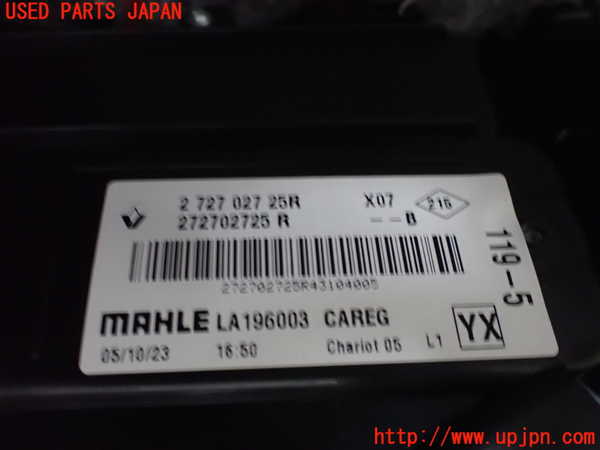 USED PARTS JAPAN
2 727 027 25R X07 215
272702725 R --B
272702725R43104005
MAHLE LA196003 CAREG
05/10/23 16:50 Chariot 05 L1 YX
119-5
http://www.upjpn.com/